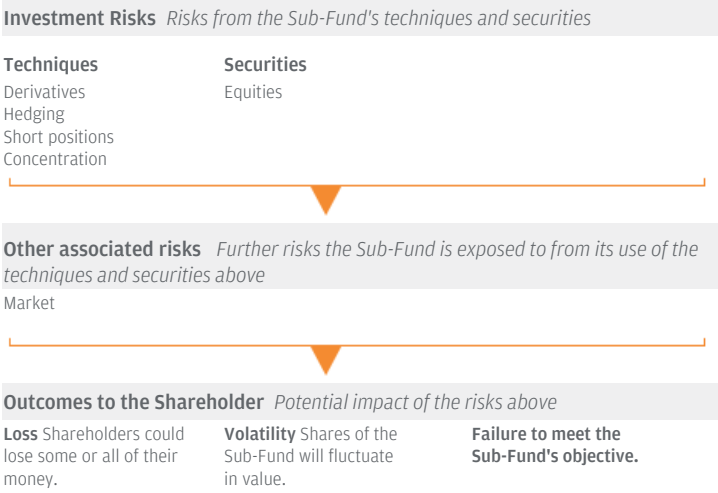 Investment Risks Risks from the Sub-Fund's techniques and securities
Techniques
Derivatives
Hedging
Short positions
Concentration
Securities
Equities
Other associated risks Further risks the Sub-Fund is exposed to from its use of the
techniques and securities above
Market
Outcomes to the Shareholder Potential impact of the risks above
Loss Shareholders could
lose some or all of their
money.
Volatility Shares of the
Sub-Fund will fluctuate
in value.
Failure to meet the
Sub-Fund's objective.